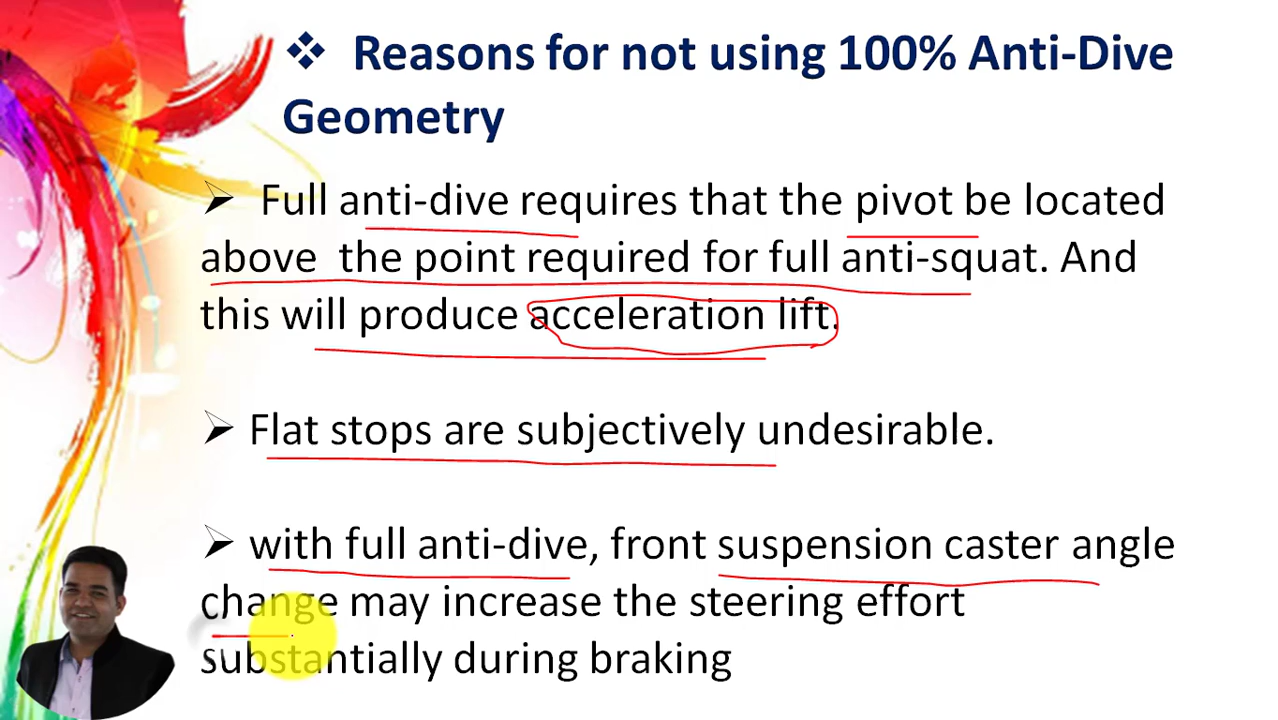 ❖ Reasons for not using 100% Anti-Dive
Geometry
➢ Full anti-dive requires that the pivot be located
above the point required for full anti-squat. And
this will produce acceleration lift.
➢ Flat stops are subjectively undesirable.
➢ with full anti-dive, front suspension caster angle
change may increase the steering effort
substantially during braking